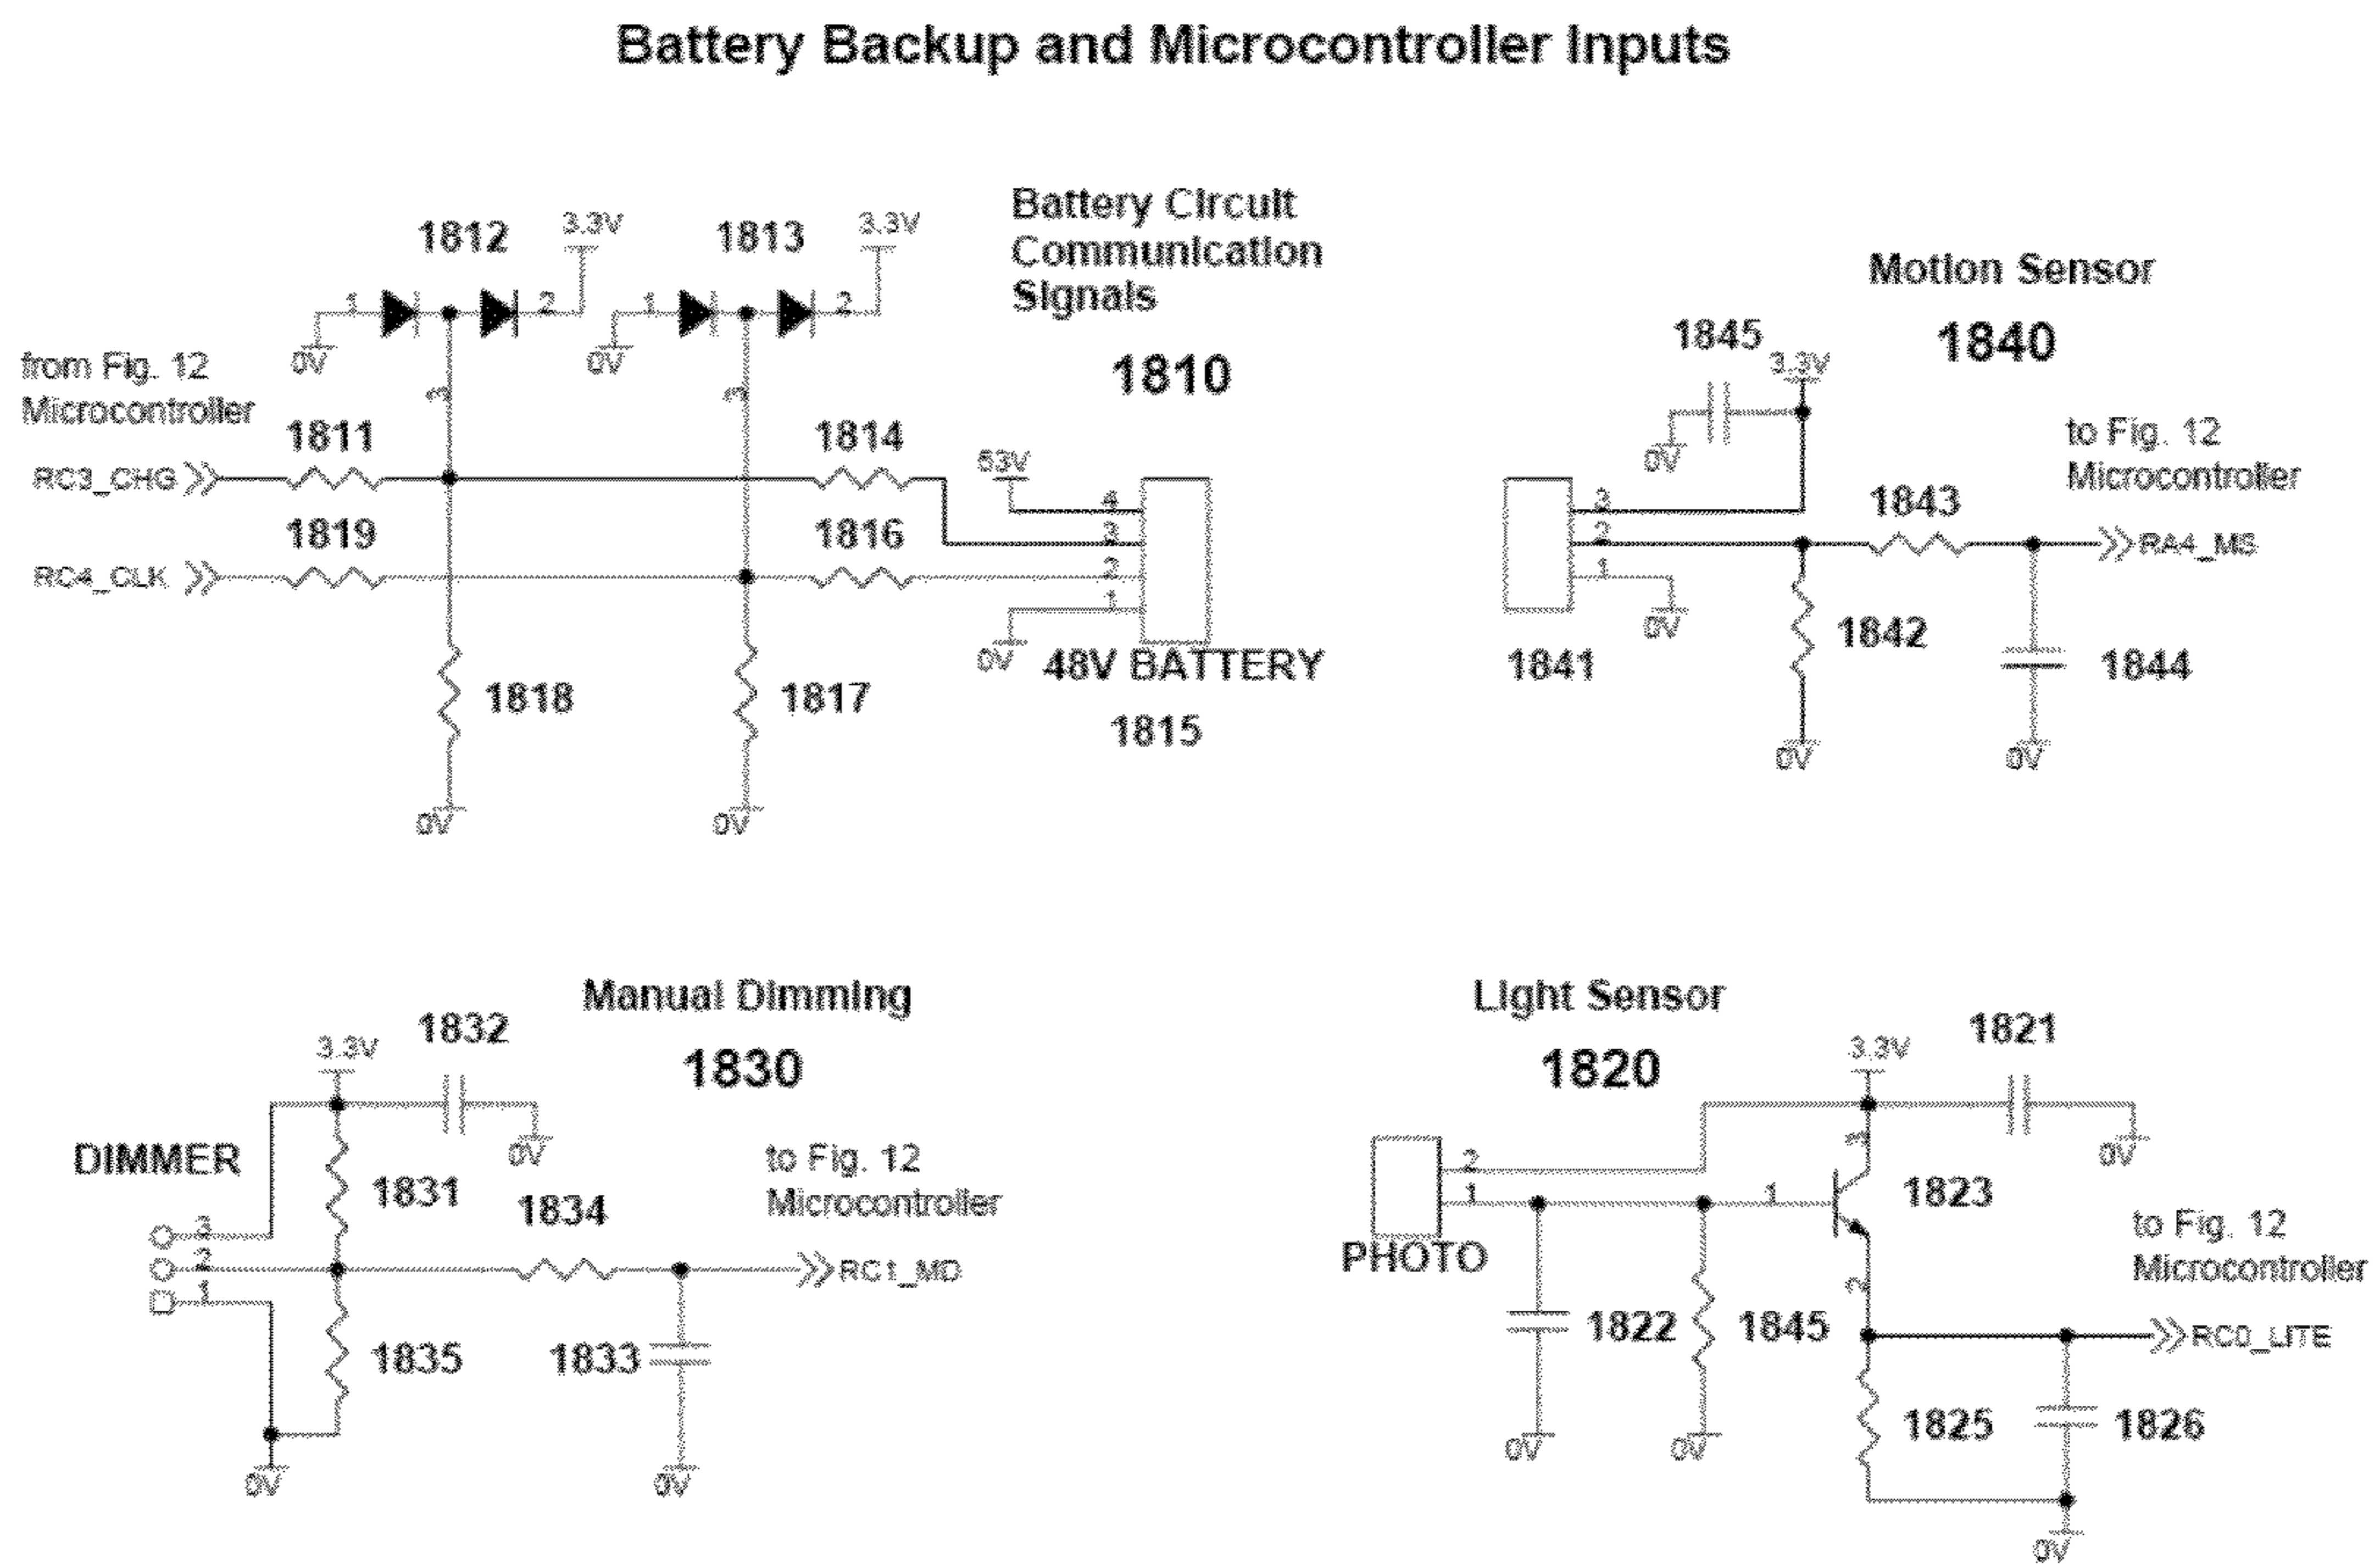 Battery Backup and Microcontroller Inputs
Battery Circuit
Communication
Signals
1810
1812
3.3V
1813
3.3V
1
2
1
2
0V
0V
from Fig. 12
Microcontroller
3
3
1811
1814
RC3_CHG
53V
4
1819
1816
3
RC4_CLK
2
1
0V
48V BATTERY
1815
1818
1817
0V
0V
Motion Sensor
1840
1845
3.3V
0V
to Fig. 12
Microcontroller
3
1843
2
RA4_MS
1
0V
1841
1842
1844
0V
0V
Manual Dimming
1830
1832
3.3V
0V
DIMMER
to Fig. 12
Microcontroller
1831
1834
3
2
RC1_MD
1
1835
1833
0V
0V
Light Sensor
1820
1821
3.3V
3
0V
2
1
1
1823
PHOTO
to Fig. 12
Microcontroller
2
1822
1845
RC0_LITE
1825
1826
0V
0V
0V